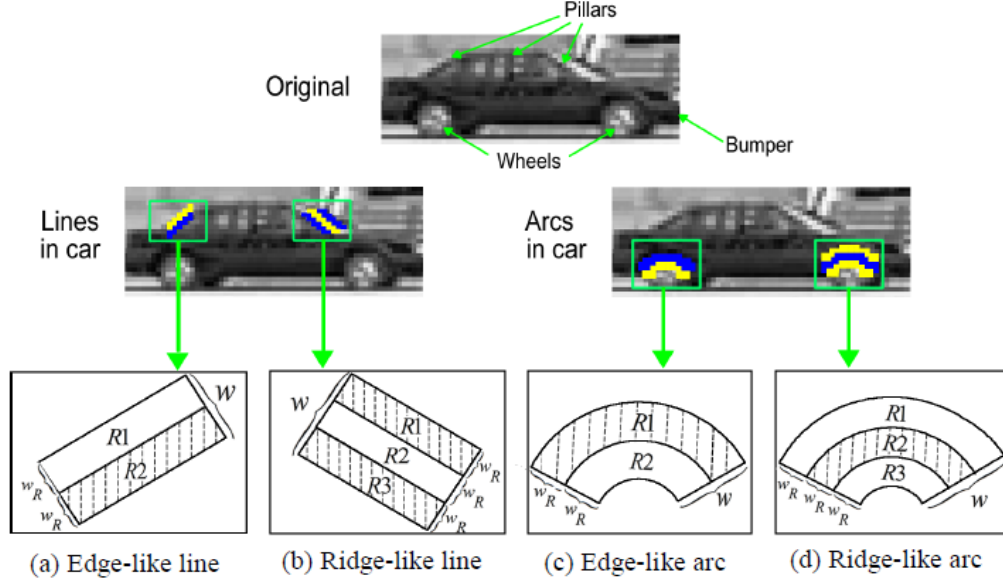 Pillars
Original
Wheels
Bumper
Lines
in car
Arcs
in car
R1
R2
w
w_R
w_R
w
R1
R2
R3
w_R
w_R
w_R
R1
R2
w_R
w_R
w
R1
R2
R3
w_R
w_R
w_R
w
(a) Edge-like line
(b) Ridge-like line
(c) Edge-like arc
(d) Ridge-like arc